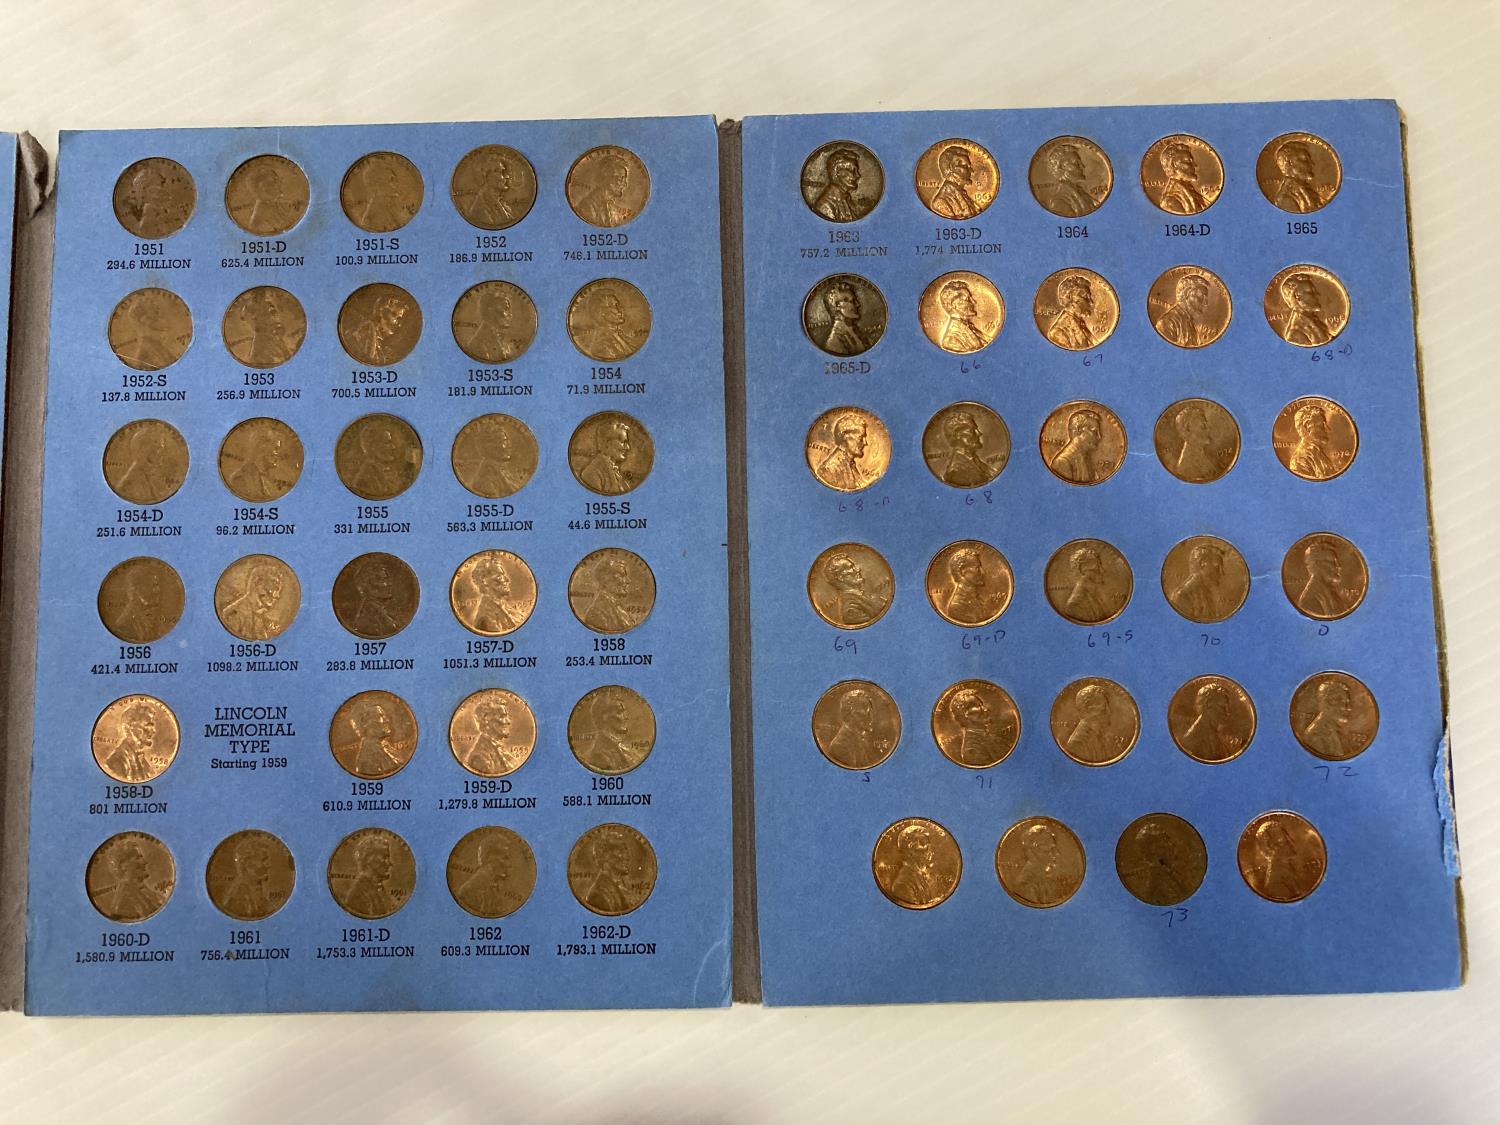 1951
294.6 MILLION
1951-D
625.4 MILLION
1951-S
100.9 MILLION
1952
186.9 MILLION
1952-D
746.1 MILLION
1952-S
137.8 MILLION
1953
256.9 MILLION
1953-D
700.5 MILLION
1953-S
181.9 MILLION
1954
71.9 MILLION
1954-D
251.6 MILLION
1954-S
96.2 MILLION
1955
331 MILLION
1955-D
563.3 MILLION
1955-S
44.6 MILLION
1956
421.4 MILLION
1956-D
1098.2 MILLION
1957
283.8 MILLION
1957-D
1051.3 MILLION
1958
253.4 MILLION
1958-D
801 MILLION
LINCOLN
MEMORIAL
TYPE
Starting 1959
1959
610.9 MILLION
1959-D
1,279.8 MILLION
1960
588.1 MILLION
1960-D
1,580.9 MILLION
1961
756.4 MILLION
1961-D
1,753.3 MILLION
1962
609.3 MILLION
1962-D
1,793.1 MILLION
1963
757.2 MILLION
1963-D
1,774 MILLION
1964
1964-D
1965
1965-D
66
67
68-D
68-D
68
69
69-D
69-S
70
D
S
71
72
73